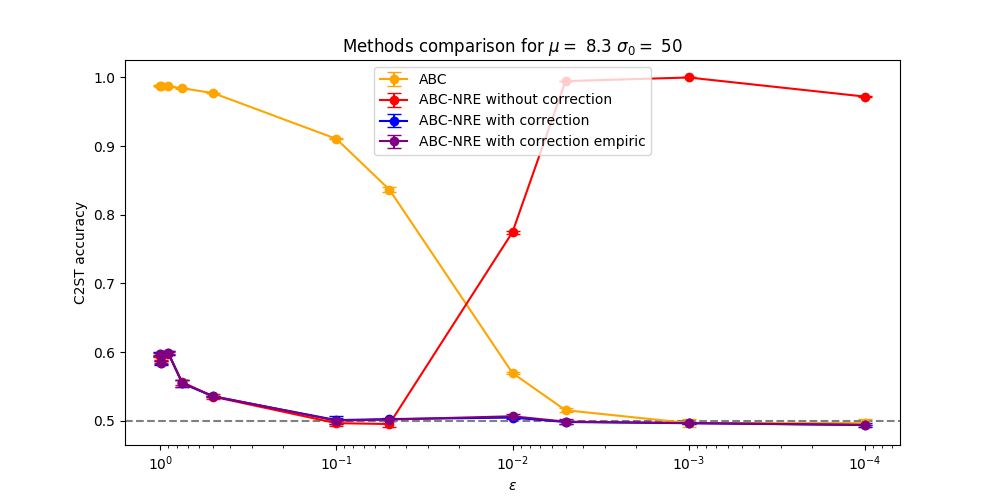 Methods comparison for μ = 8.3 σ₀ = 50
C2ST accuracy
1.0
0.9
0.8
0.7
0.6
0.5
ABC
ABC-NRE without correction
ABC-NRE with correction
ABC-NRE with correction empiric
10⁰ 10⁻¹ 10⁻² 10⁻³ 10⁻⁴
ε